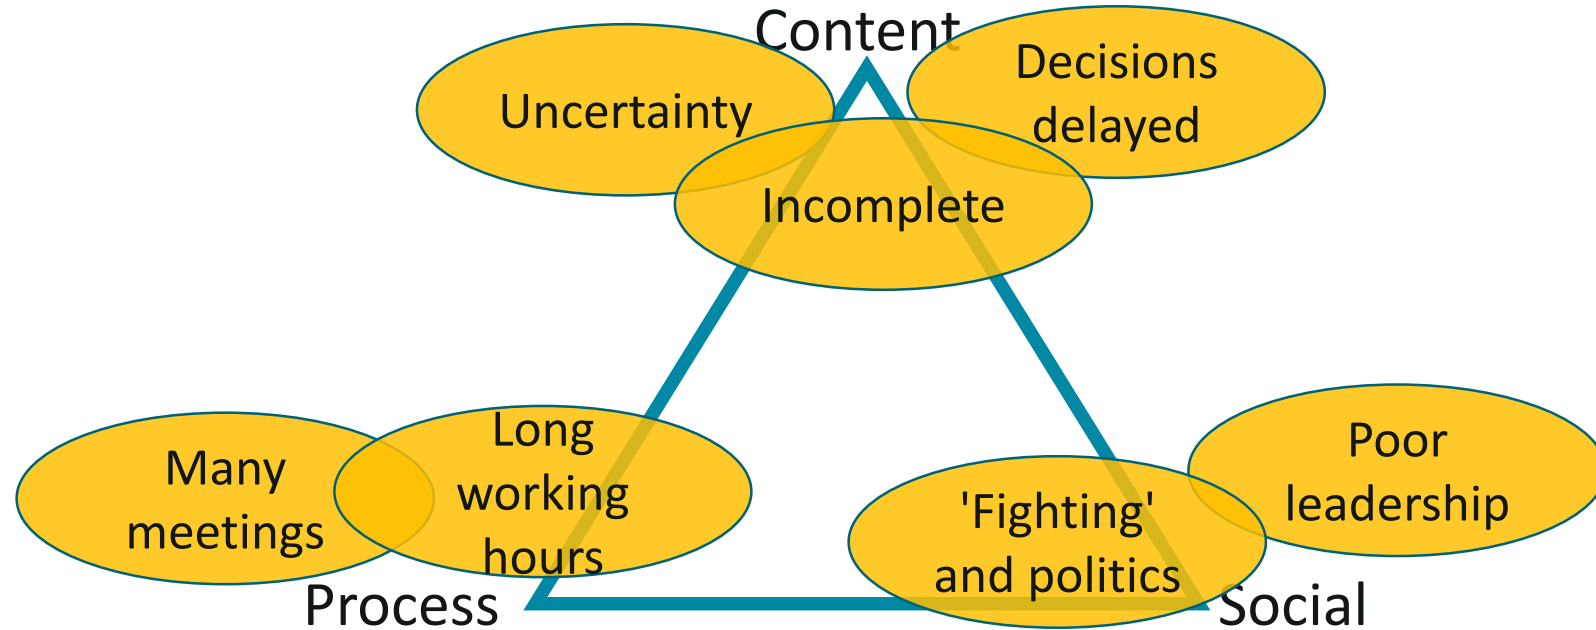 Content
Uncertainty
Decisions
delayed
Incomplete
Many
meetings
Long
working
hours
'Fighting'
and politics
Poor
leadership
Process
Social